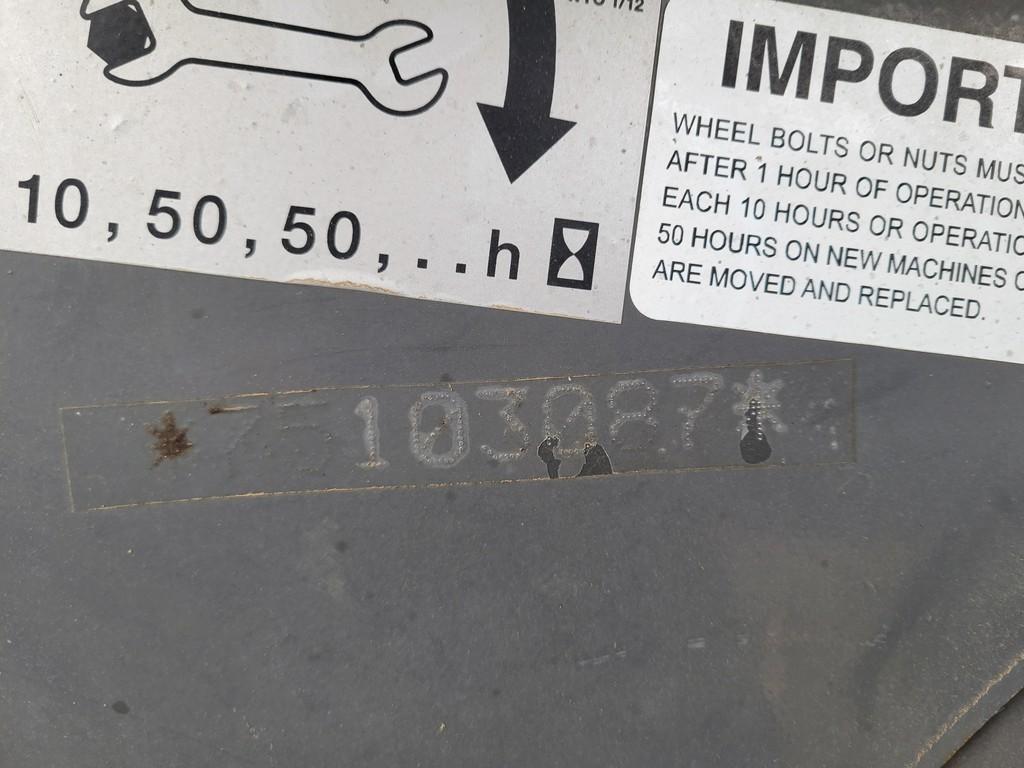 10, 50, 50, ..h
IMPORT
WHEEL BOLTS OR NUTS MUS
AFTER 1 HOUR OF OPERATION
EACH 10 HOURS OR OPERATIO
50 HOURS ON NEW MACHINES O
ARE MOVED AND REPLACED.
*75103087*